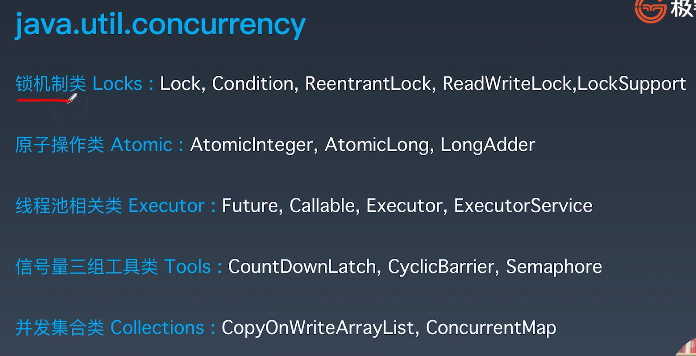 java.util.concurrency
极
锁机制类 Locks : Lock, Condition, ReentrantLock, ReadWriteLock,LockSupport
原子操作类 Atomic : AtomicInteger, AtomicLong, LongAdder
线程池相关类 Executor : Future, Callable, Executor, ExecutorService
信号量三组工具类 Tools : CountDownLatch, CyclicBarrier, Semaphore
并发集合类 Collections : CopyOnWriteArrayList, ConcurrentMap